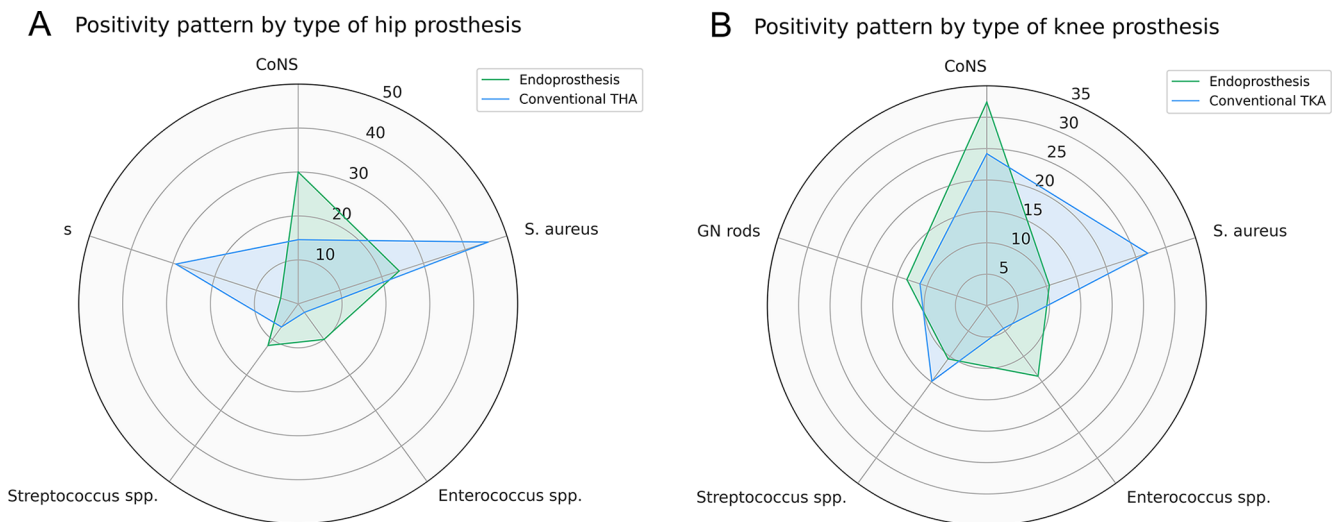 A Positivity pattern by type of hip prosthesis
CoNS
50
40
30
20
10
Endoprosthesis
Conventional THA
s
S. aureus
Streptococcus spp.
Enterococcus spp.
B Positivity pattern by type of knee prosthesis
CoNS
35
30
25
20
15
10
5
Endoprosthesis
Conventional TKA
GN rods
S. aureus
Streptococcus spp.
Enterococcus spp.